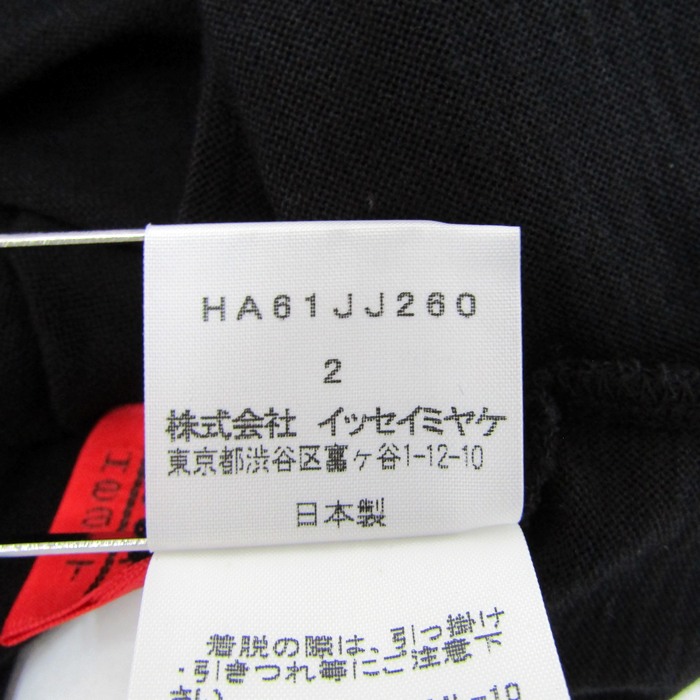 HA61JJ260
2
株式会社 イッセイミヤケ
東京都渋谷区富ヶ谷1-12-10
日本製
着脱の際は、引っ掛け
・引きつれ等にご注意下
さい